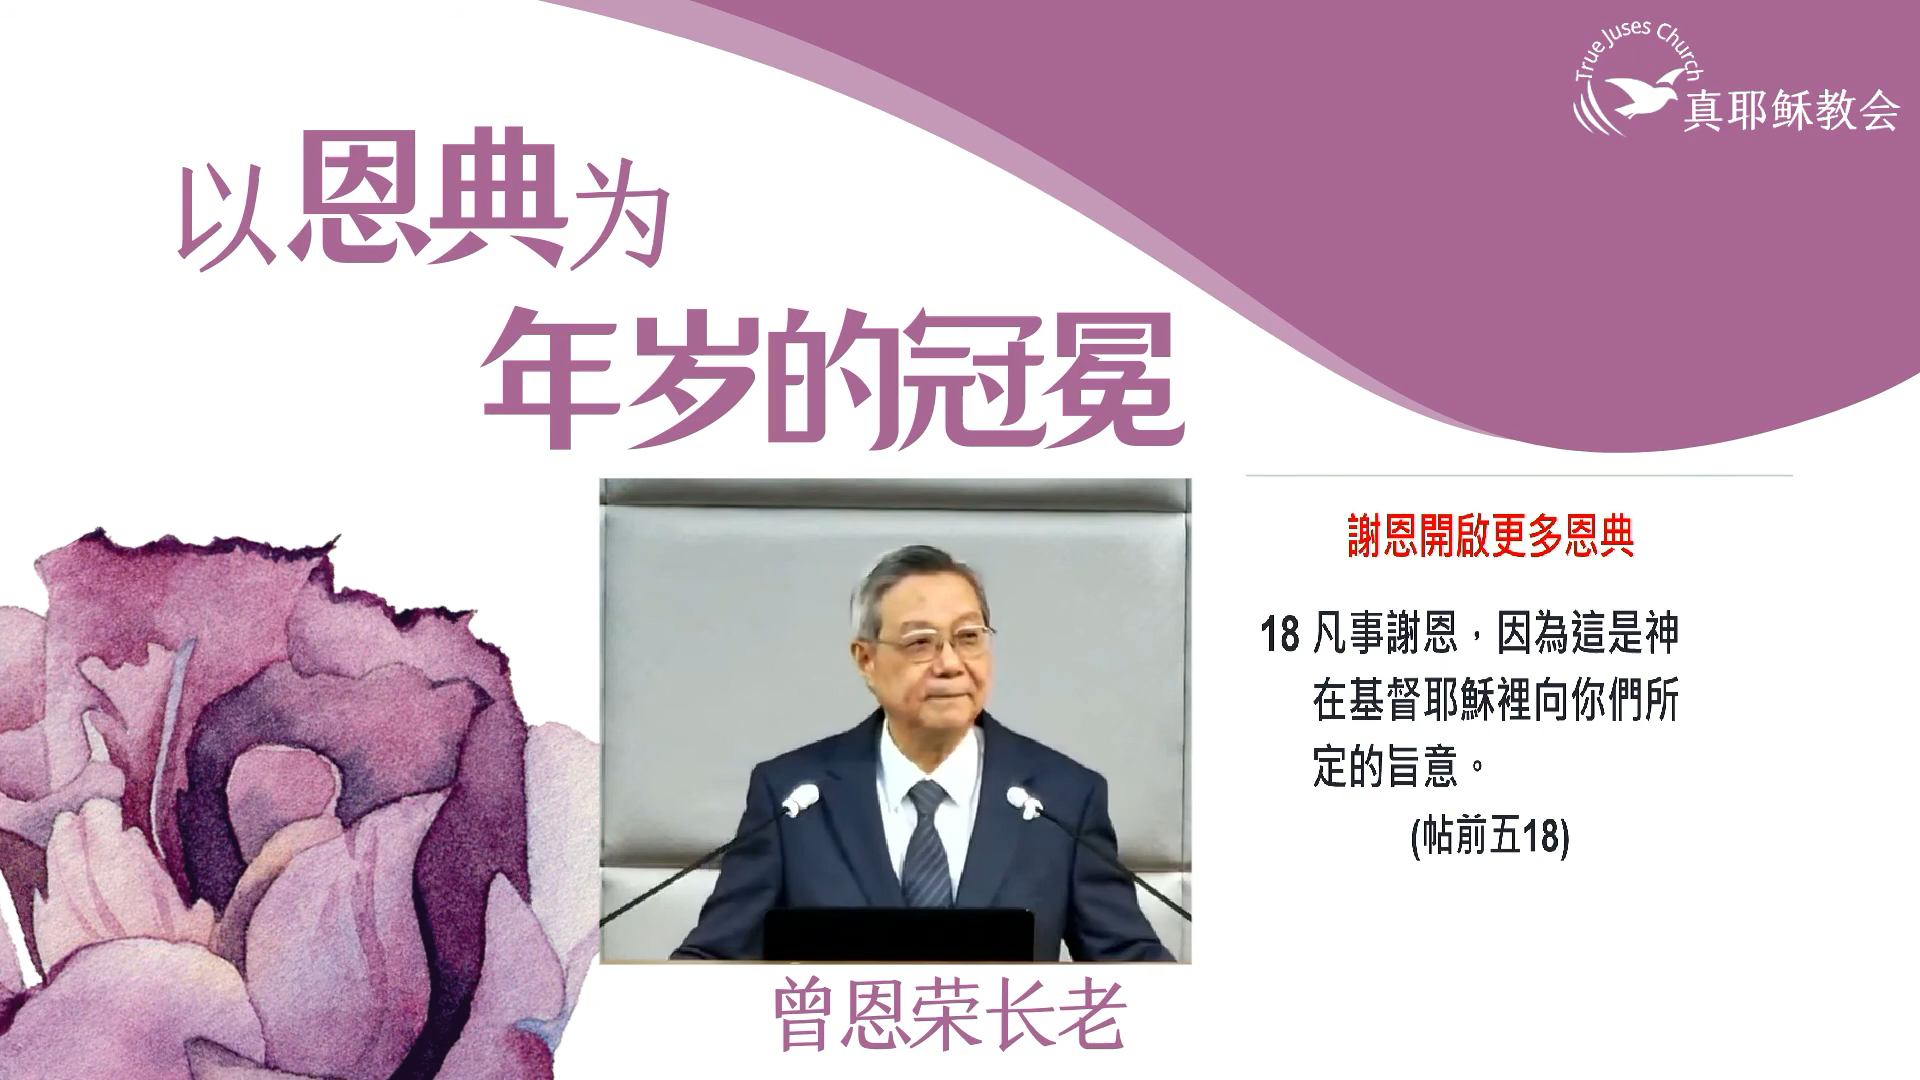 True Juses Church
真耶稣教会
以恩典为
年岁的冠冕
謝恩開啟更多恩典
18 凡事謝恩，因為這是神
在基督耶穌裡向你們所
定的旨意。
(帖前五18)
曾恩荣长老